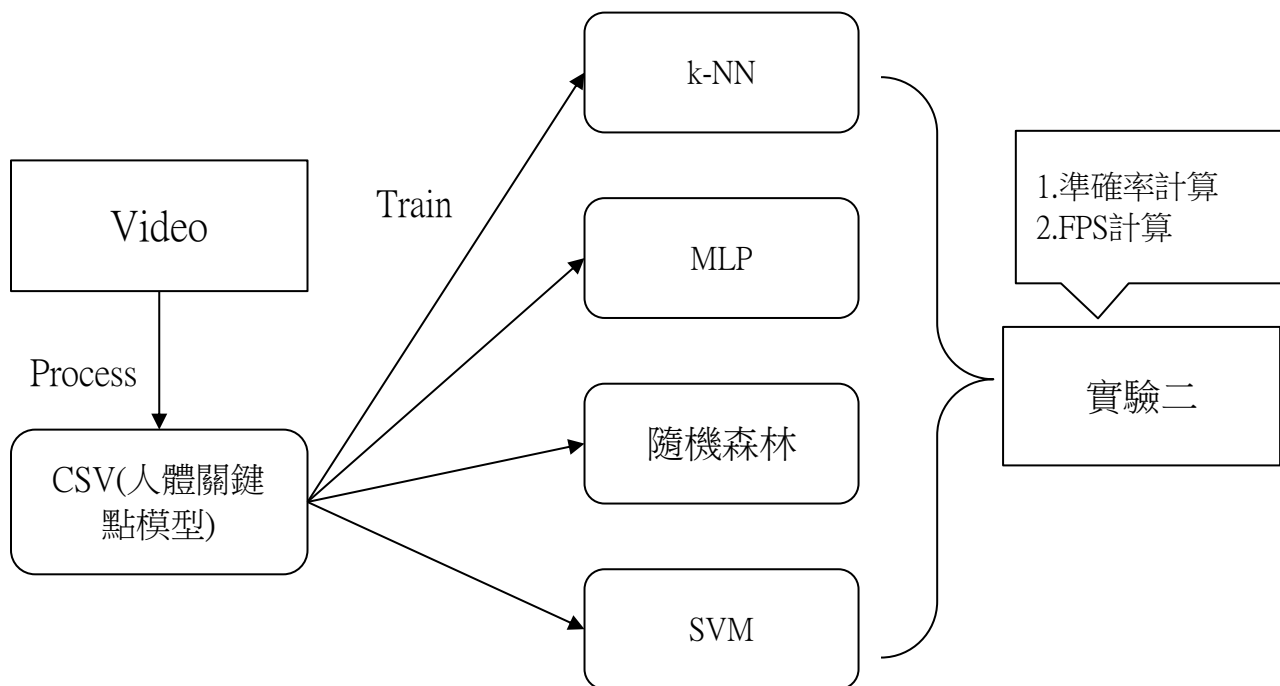 Video
Process
CSV(人體關鍵
點模型)
Train
k-NN
MLP
隨機森林
SVM
1.準確率計算
2.FPS計算
實驗二